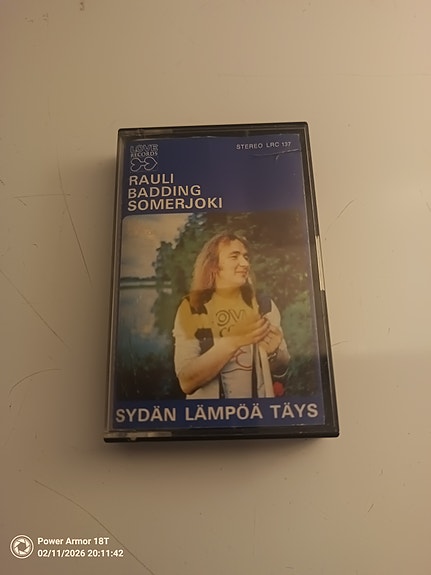 LOVE
RECORDS
STEREO LRC 137
RAULI
BADDING
SOMERJOKI
SYDÄN LÄMPÖÄ TÄYS
Power Armor 18T
02/11/2026 20:11:42